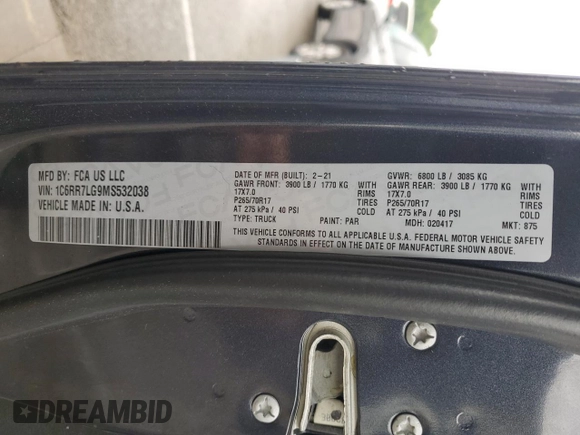 MFD BY: FCA US LLC
VIN: 1C6RR7LG9MS532038
VEHICLE MADE IN: U.S.A.
DATE OF MFR (BUILT): 2-21
GAWR FRONT: 3900 LB / 1770 KG WITH
17X7.0 RIMS
P265/70R17 TIRES
AT 275 kPa / 40 PSI
TYPE: TRUCK PAINT: PAR
GVWR: 6800 LB / 3085 KG
GAWR REAR: 3900 LB / 1770 KG WITH
17X7.0 RIMS
P265/70R17 TIRES
AT 275 kPa / 40 PSI COLD
MDH: 020417 MKT: 875
THIS VEHICLE CONFORMS TO ALL APPLICABLE U.S.A. FEDERAL MOTOR VEHICLE SAFETY
STANDARDS IN EFFECT ON THE DATE OF MANUFACTURE SHOWN ABOVE.
DREAMBID